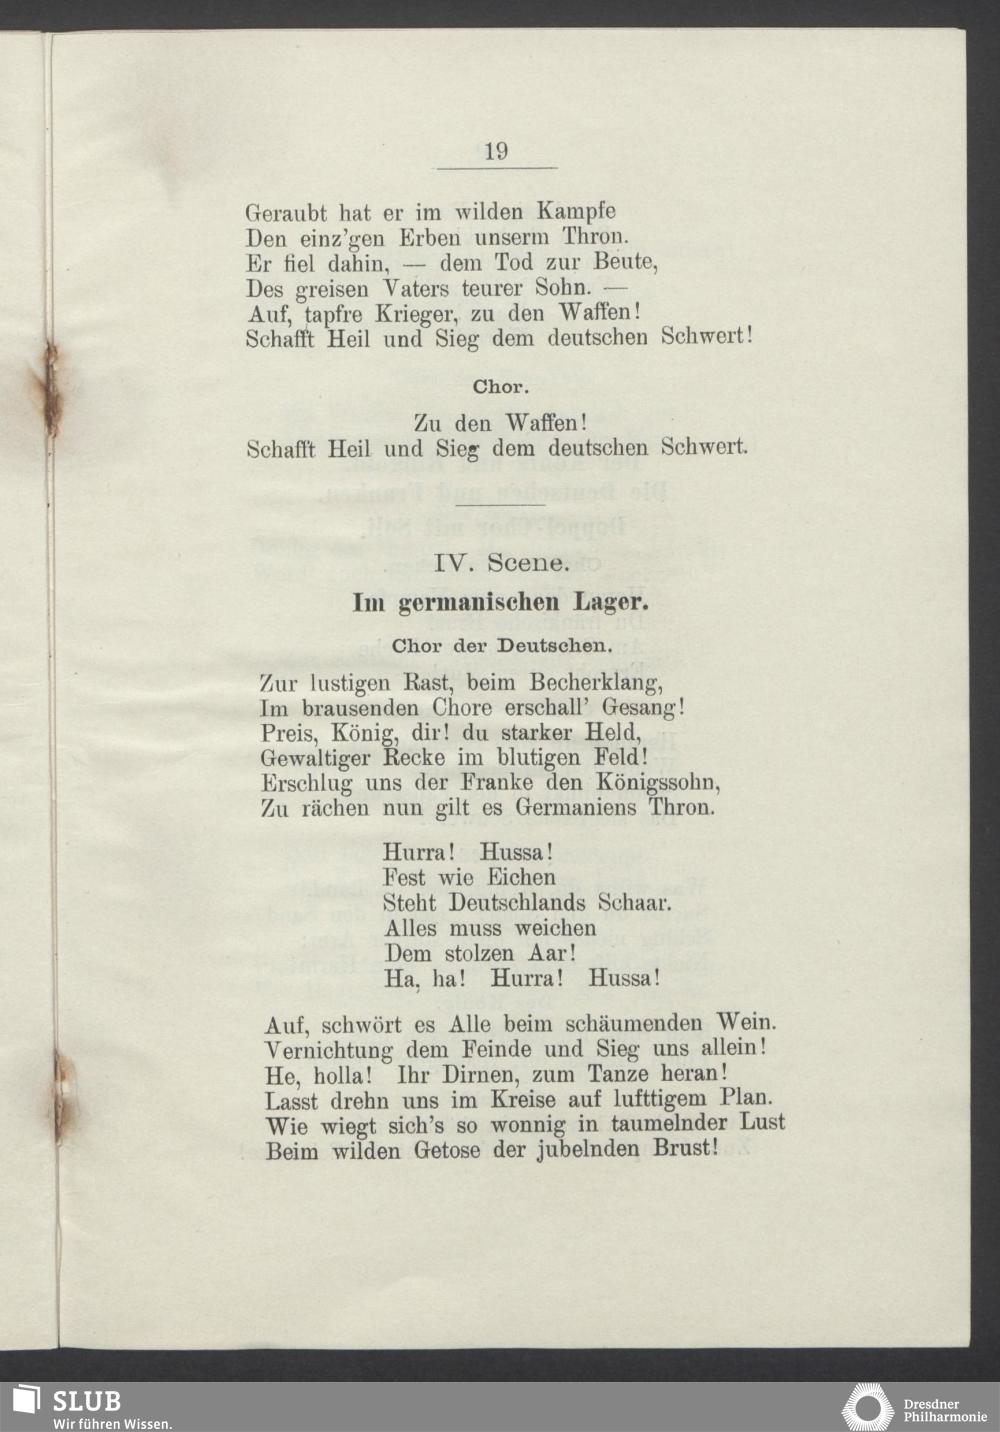 19
Geraubt hat er im wilden Kampfe
Den einz'gen Erben unserm Thron.
Er fiel dahin, — dem Tod zur Beute,
Des greisen Vaters teurer Sohn. —
Auf, tapfre Krieger, zu den Waffen!
Schafft Heil und Sieg dem deutschen Schwert!
Chor.
Zu den Waffen!
Schafft Heil und Sieg dem deutschen Schwert.
IV. Scene.
Im germanischen Lager.
Chor der Deutschen.
Zur lustigen Rast, beim Becherklang,
Im brausenden Chore erschall' Gesang!
Preis, König, dir! du starker Held,
Gewaltiger Recke im blutigen Feld!
Erschlug uns der Franke den Königssohn,
Zu rächen nun gilt es Germaniens Thron.
Hurra! Hussa!
Fest wie Eichen
Steht Deutschlands Schaar.
Alles muss weichen
Dem stolzen Aar!
Ha, ha! Hurra! Hussa!
Auf, schwört es Alle beim schäumenden Wein.
Vernichtung dem Feinde und Sieg uns allein!
He, holla! Ihr Dirnen, zum Tanze heran!
Lasst drehn uns im Kreise auf lufttigem Plan.
Wie wiegt sich's so wonnig in taumelnder Lust
Beim wilden Getose der jubelnden Brust!
SLUB
Wir führen Wissen.
Dresdner
Philharmonie